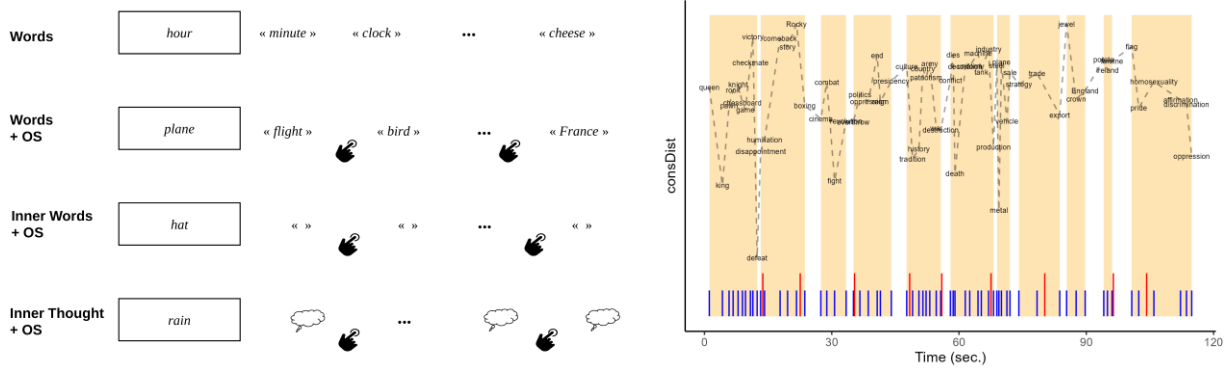 Words
hour
« minute »
« clock »
...
« cheese »
Words
+ OS
plane
« flight »
« bird »
...
« France »
Inner Words
+ OS
hat
« »
« »
...
« »
Inner Thought
+ OS
rain
...
consDist
queen
king
knight
checkmate
chessboard
game
victory
defeat
humiliation
disappointment
comeback
story
Rocky
boxing
cinema
combat
fight
politics
end
presidency
culture
country
army
patriotism
history
tradition
destruction
conflict
dies
death
machine
tank
industry
production
metal
plane
vehicle
sale
strategy
trade
export
jewel
crown
England
Ireland
flag
pride
homosexuality
affirmation
discrimination
oppression
0
30
60
90
120
Time (sec.)